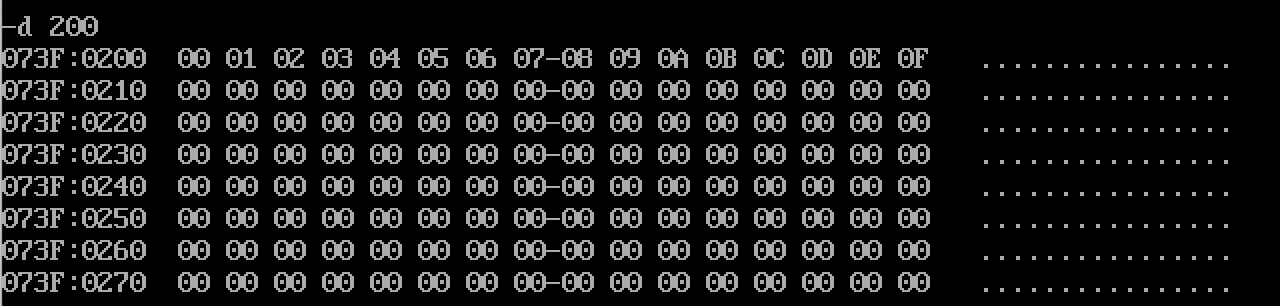 -d 200
073F:0200  00 01 02 03 04 05 06 07-08 09 0A 0B 0C 0D 0E 0F   ................
073F:0210  00 00 00 00 00 00 00 00-00 00 00 00 00 00 00 00   ................
073F:0220  00 00 00 00 00 00 00 00-00 00 00 00 00 00 00 00   ................
073F:0230  00 00 00 00 00 00 00 00-00 00 00 00 00 00 00 00   ................
073F:0240  00 00 00 00 00 00 00 00-00 00 00 00 00 00 00 00   ................
073F:0250  00 00 00 00 00 00 00 00-00 00 00 00 00 00 00 00   ................
073F:0260  00 00 00 00 00 00 00 00-00 00 00 00 00 00 00 00   ................
073F:0270  00 00 00 00 00 00 00 00-00 00 00 00 00 00 00 00   ................